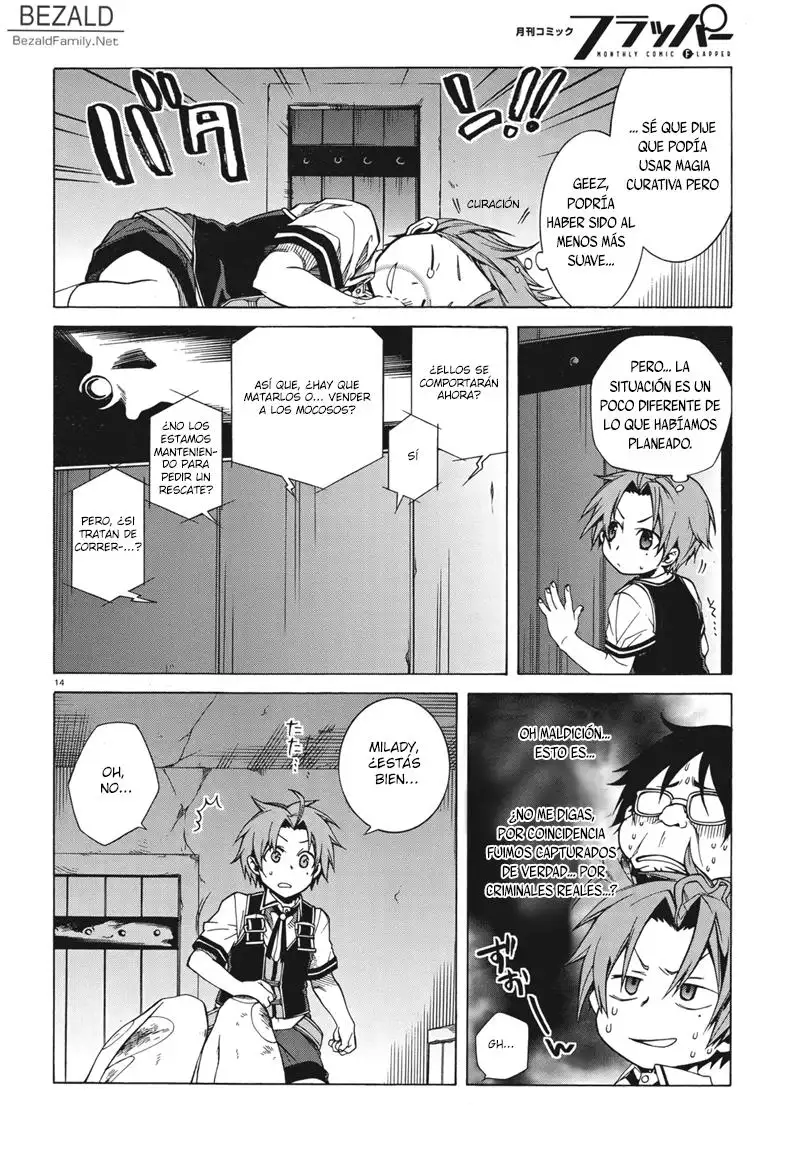 BEZALD
BezaldFamily.Net
月刊コミック
フラッパー
MONTHLY COMIC FLAPPER
... SÉ QUE DIJE
QUE PODÍA
USAR MAGIA
CURATIVA PERO
GEEZ,
PODRÍA
HABER SIDO AL
MENOS MÁS
SUAVE...
CURACIÓN
PERO... LA
SITUACIÓN ES UN
POCO DIFERENTE DE
LO QUE HABÍAMOS
PLANEADO.
¿ELLOS SE
COMPORTARÁN
AHORA?
SÍ
ASÍ QUE, ¿HAY QUE
MATARLOS O... VENDER
A LOS MOCOSOS?
¿NO LOS
ESTAMOS
MANTENIEN-
DO PARA
PEDIR UN
RESCATE?
PERO, ¿SI
TRATAN DE
CORRER-...?
14
OH MALDICIÓN...
ESTO ES...
¿NO ME DIGAS,
POR COINCIDENCIA
FUIMOS CAPTURADOS
DE VERDAD... POR
CRIMINALES REALES...?
ずおーん
GH...
MILADY,
¿ESTÁS
BIEN...
たた…
OH,
NO...